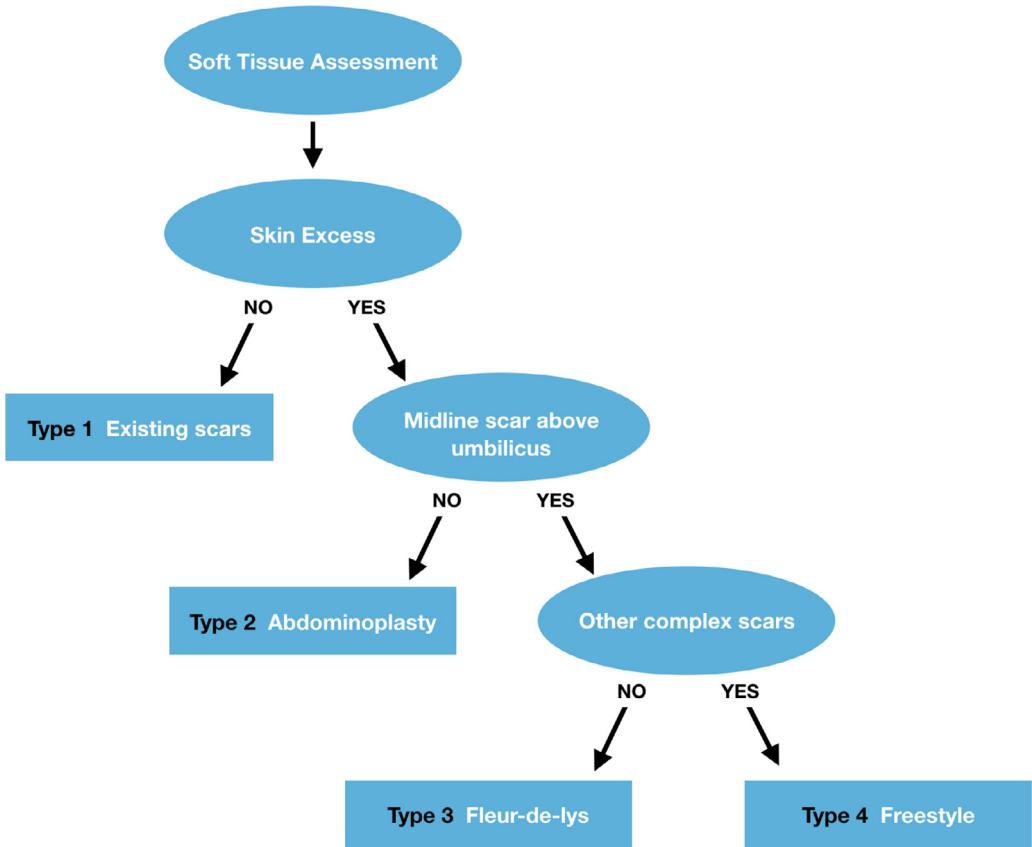 Soft Tissue Assessment
Skin Excess
NO
YES
Type 1 Existing scars
Midline scar above
umbilicus
NO
YES
Type 2 Abdominoplasty
Other complex scars
NO
YES
Type 3 Fleur-de-lys
Type 4 Freestyle